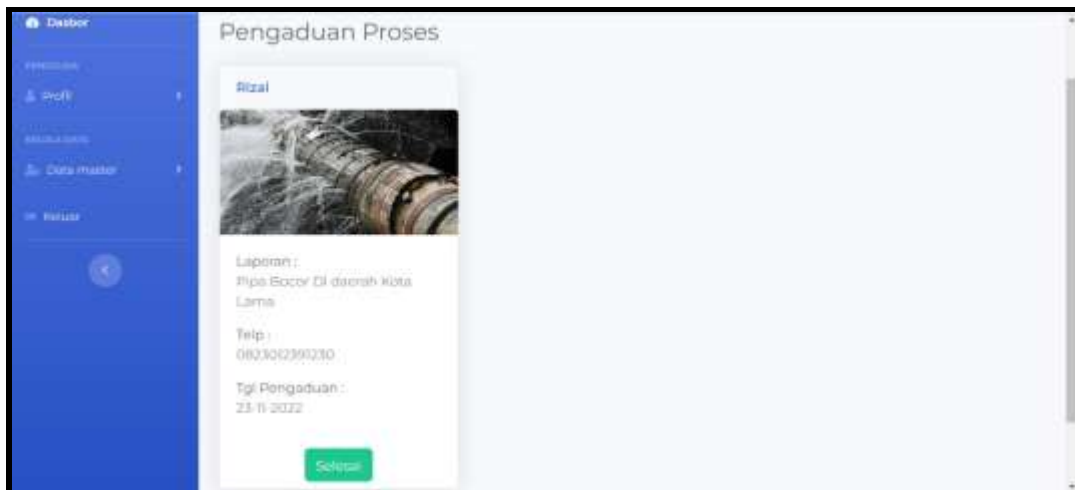 Dasbor
Profil
Data master
Keluar
Pengaduan Proses
Rizal
Laporan :
Pipa Bocor Di daerah Kota
Lama
Telp :
Tgl Pengaduan :
23-11-2022
Selesai